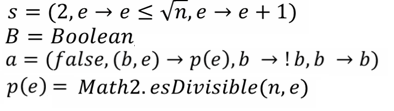 s = (2, e → e ≤ √n, e → e + 1)
B = Boolean
a = (false, (b, e) → p(e), b → ! b, b → b)
p(e) = Math2. esDivisible(n, e)